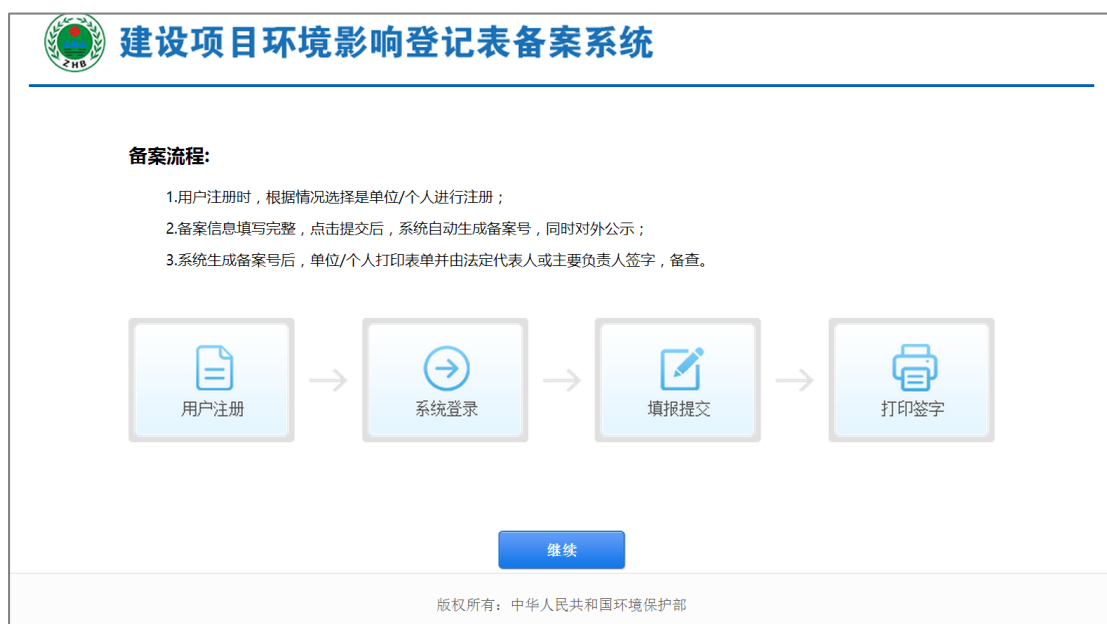 建设项目环境影响登记表备案系统
ZHB
备案流程:
1.用户注册时，根据情况选择是单位/个人进行注册；
2.备案信息填写完整，点击提交后，系统自动生成备案号，同时对外公示；
3.系统生成备案号后，单位/个人打印表单并由法定代表人或主要负责人签字，备查。
用户注册
系统登录
填报提交
打印签字
继续
版权所有：中华人民共和国环境保护部